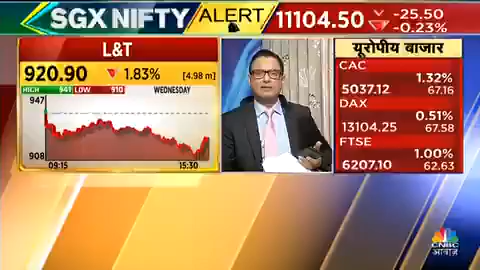 SGX NIFTY
ALERT
11104.50
-25.50
-0.23%
L&T
920.90
1.83%
[4.98 m]
HIGH 941 LOW 910
WEDNESDAY
947
908
09:15
15:30
यूरोपीय बाजार
CAC
1.32%
5037.12
67.16
DAX
0.51%
13104.25
67.58
FTSE
1.00%
6207.10
62.63
CNBC
आवाज़